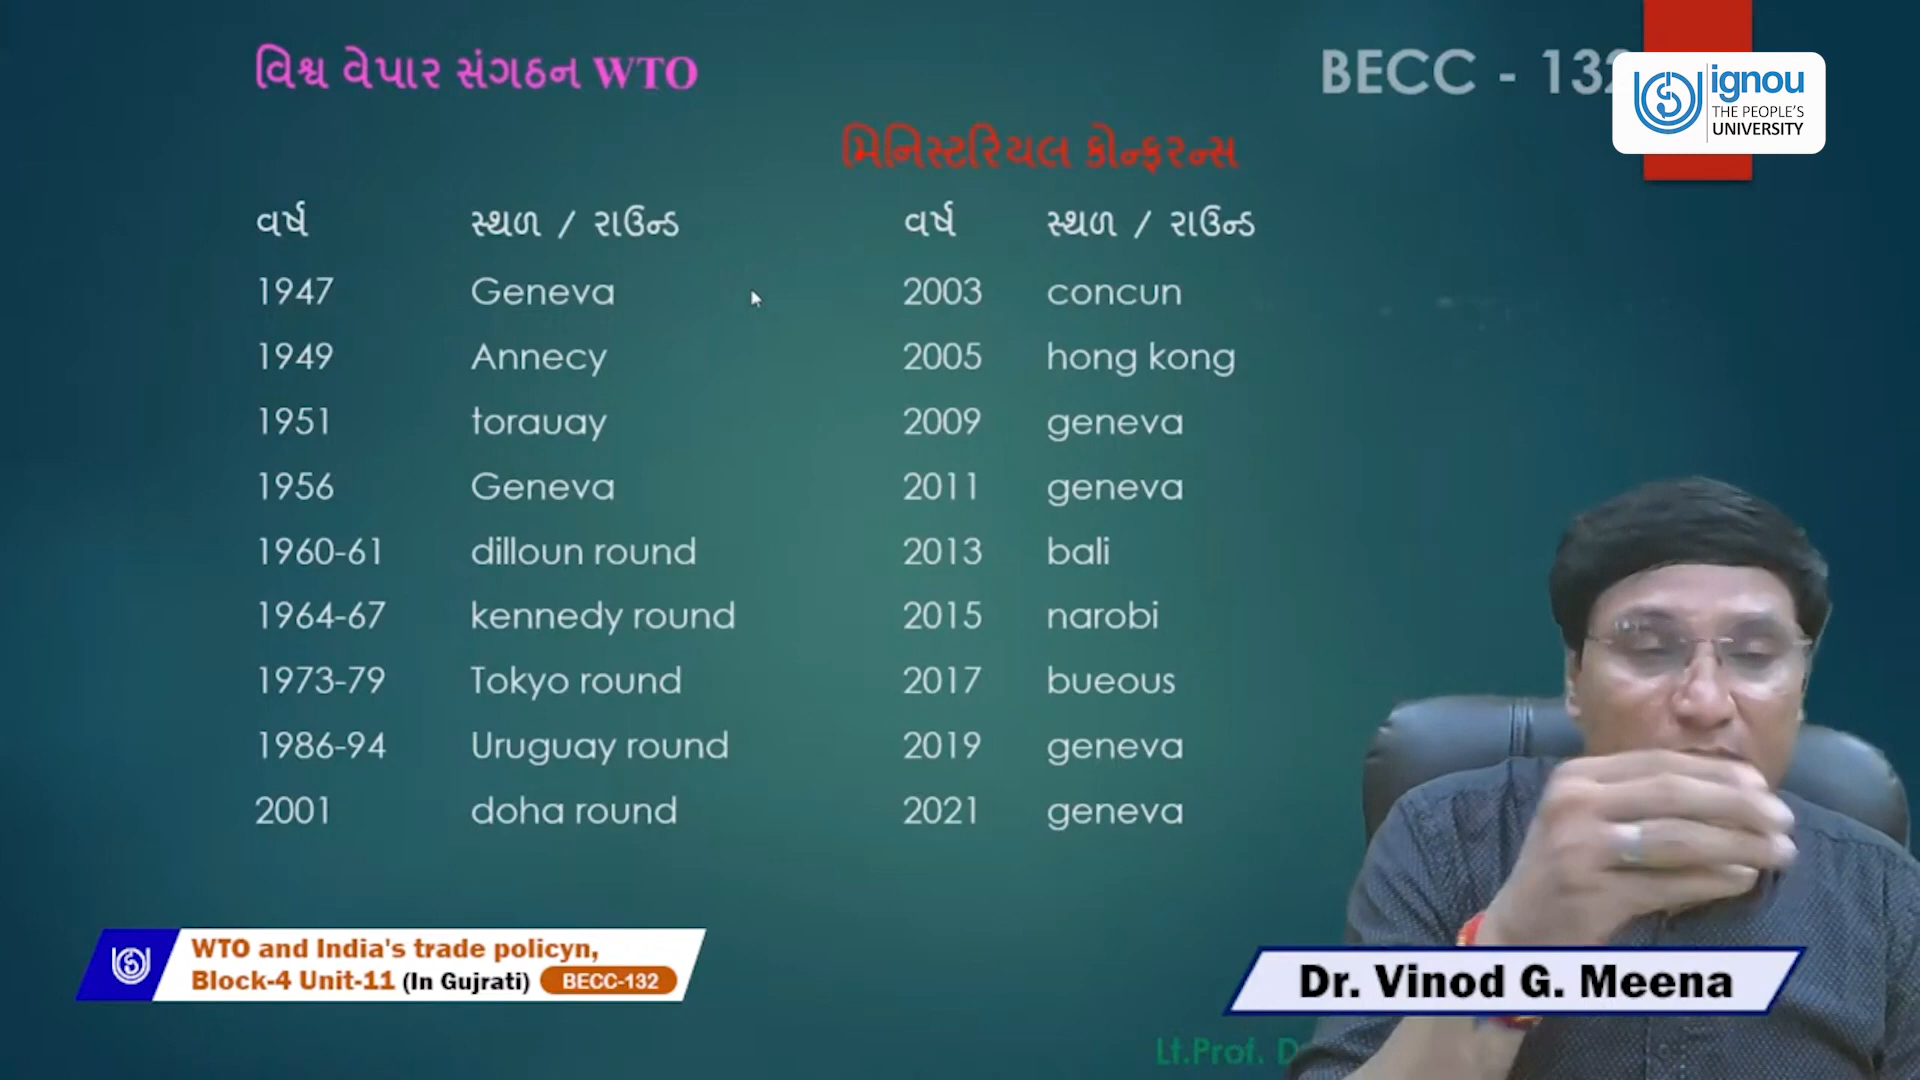 વિશ્વ વેપાર સંગઠન WTO
BECC - 132
ignou
THE PEOPLE'S
UNIVERSITY
મિનિસ્ટરિયલ કોન્ફરન્સ
વર્ષ સ્થળ / રાઉન્ડ વર્ષ સ્થળ / રાઉન્ડ
1947 Geneva 2003 concun
1949 Annecy 2005 hong kong
1951 torauay 2009 geneva
1956 Geneva 2011 geneva
1960-61 dilloun round 2013 bali
1964-67 kennedy round 2015 narobi
1973-79 Tokyo round 2017 bueous
1986-94 Uruguay round 2019 geneva
2001 doha round 2021 geneva
WTO and India's trade policyn,
Block-4 Unit-11 (In Gujrati) BECC-132
Dr. Vinod G. Meena
Lt.Prof.